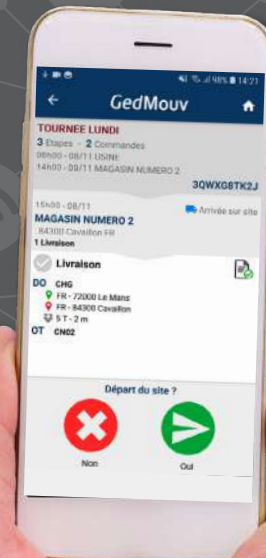 98% 14:21
GedMouv
TOURNEE LUNDI
3 Etapes - 2 Commandes
08h00 - 08/11 USINE
14h00 - 08/11 MAGASIN NUMERO 2
3QWXG8TK2J
15h00 - 08/11 Arrivée sur site
MAGASIN NUMERO 2
84300 Cavaillon FR
1 Livraison
Livraison
DO CHG
FR - 72000 Le Mans
FR - 84300 Cavaillon
5 T - 2 m
OT CN02
Départ du site ?
Non Oui